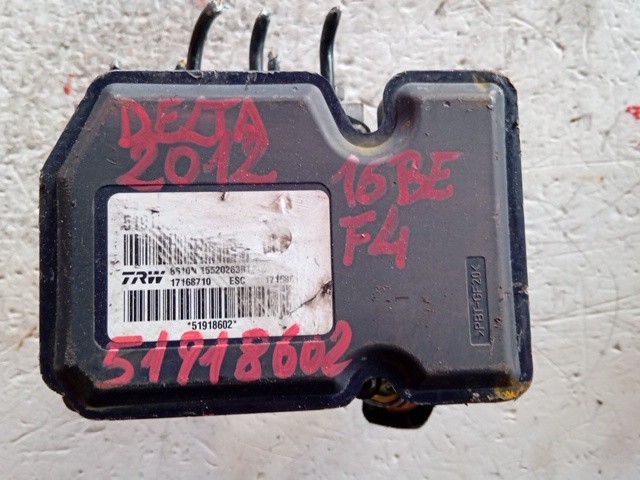 DELTA
2012
16BE
F4
TRW
17168710 ESC
*51918602*
51918602
>PBT-GF20<